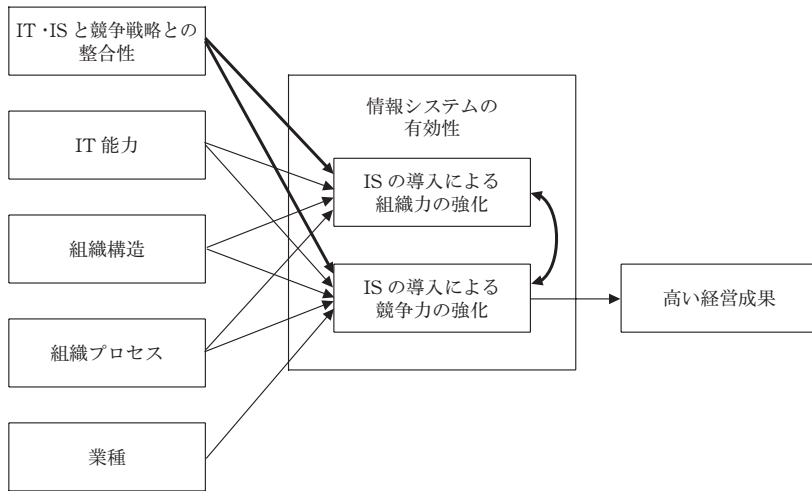 IT・ISと競争戦略との
整合性
IT能力
組織構造
組織プロセス
業種
情報システムの
有効性
ISの導入による
組織力の強化
ISの導入による
競争力の強化
高い経営成果